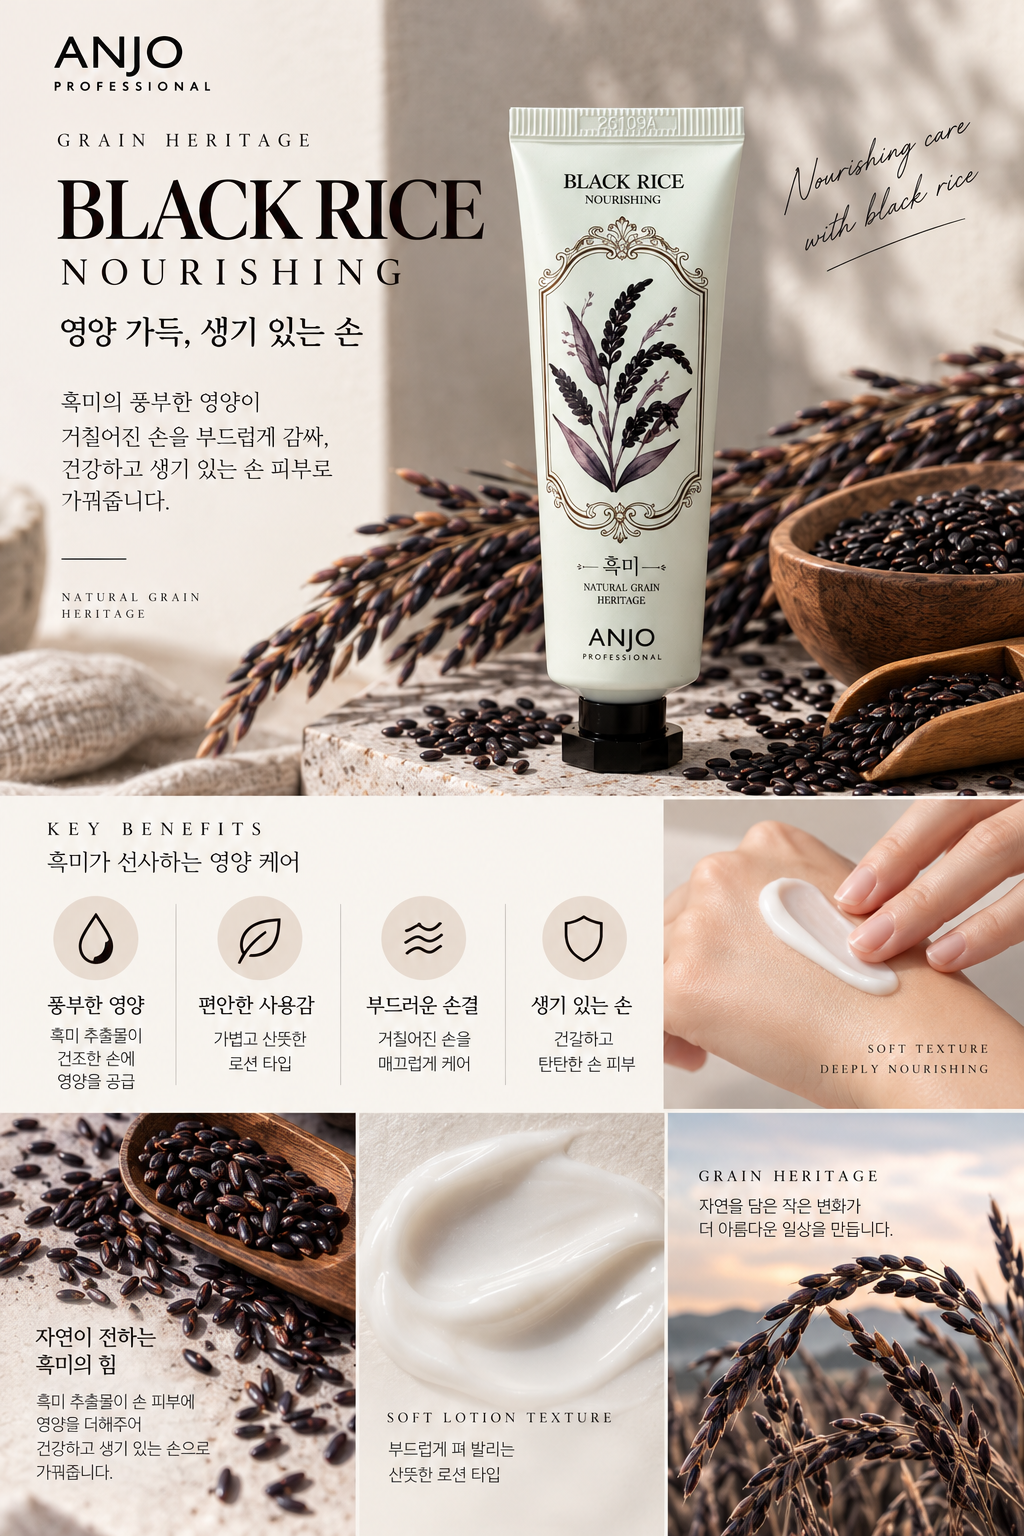 ANJO
PROFESSIONAL
GRAIN HERITAGE
BLACK RICE
NOURISHING
영양 가득, 생기 있는 손
흑미의 풍부한 영양이
거칠어진 손을 부드럽게 감싸,
건강하고 생기 있는 손 피부로
가꿔줍니다.
NATURAL GRAIN
HERITAGE
26109A
BLACK RICE
NOURISHING
흑미
NATURAL GRAIN
HERITAGE
ANJO
PROFESSIONAL
Nourishing care
with black rice
KEY BENEFITS
흑미가 선사하는 영양 케어
풍부한 영양
흑미 추출물이
건조한 손에
영양을 공급
편안한 사용감
가볍고 산뜻한
로션 타입
부드러운 손결
거칠어진 손을
매끄럽게 케어
생기 있는 손
건갈하고
탄탄한 손 피부
SOFT TEXTURE
DEEPLY NOURISHING
자연이 전하는
흑미의 힘
흑미 추출물이 손 피부에
영양을 더해주어
건강하고 생기 있는 손으로
가꿔줍니다.
SOFT LOTION TEXTURE
부드럽게 펴 발리는
산뜻한 로션 타입
GRAIN HERITAGE
자연을 담은 작은 변화가
더 아름다운 일상을 만듭니다.